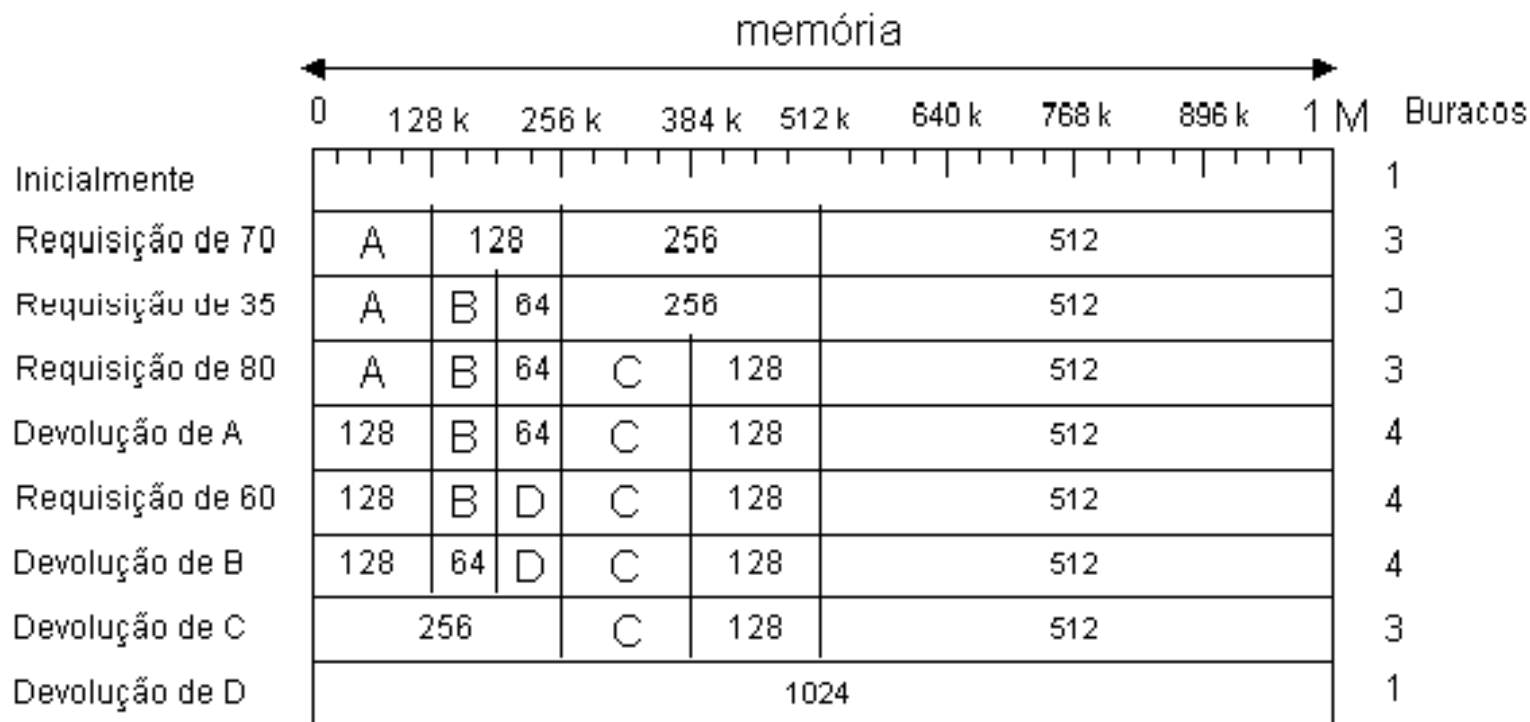 memória
0 128 k 256 k 384 k 512 k 640 k 768 k 896 k 1 M Buracos
Inicialmente 1
Requisição de 70 A 128 256 512 3
Requisição de 35 A B 64 256 512 3
Requisição de 80 A B 64 C 128 512 3
Devolução de A 128 B 64 C 128 512 4
Requisição de 60 128 B D C 128 512 4
Devolução de B 128 64 D C 128 512 4
Devolução de C 256 C 128 512 3
Devolução de D 1024 1